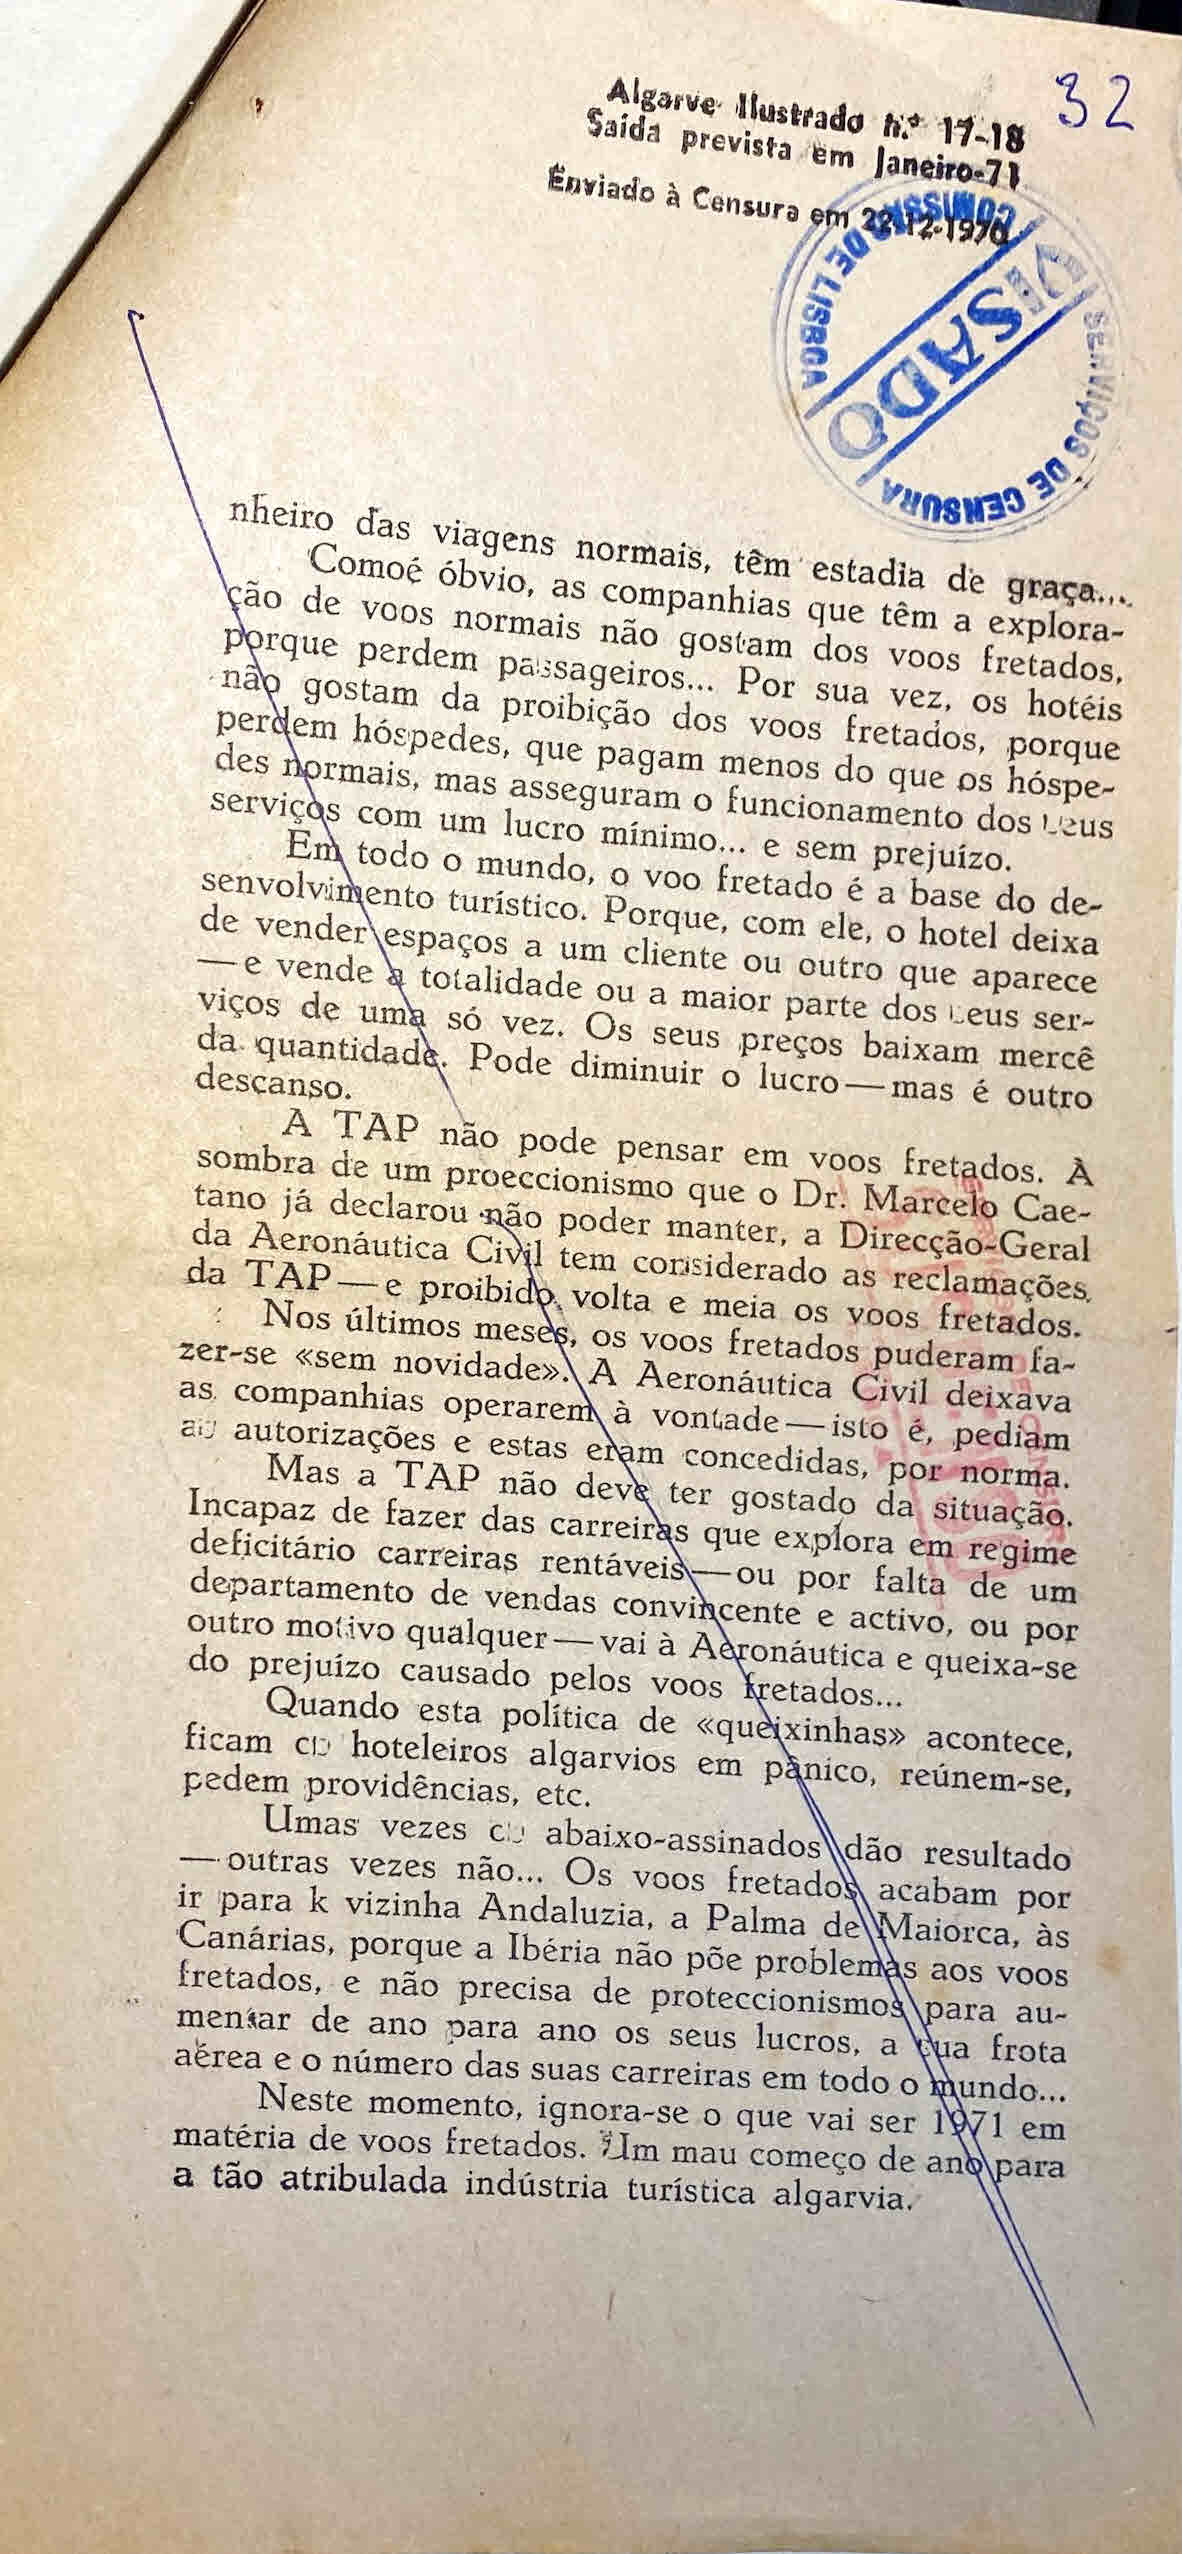 32
Algarve Ilustrado n.º 17-18
Saída prevista em Janeiro-71
Enviado à Censura em 22-12-1970
COMISSÃO DE LISBOA
VISADO
SERVIÇOS DE CENSURA
nheiro das viagens normais, têm estadia de graça...
Comoé óbvio, as companhias que têm a explora-
ção de voos normais não gostam dos voos fretados,
porque perdem passageiros... Por sua vez, os hotéis
não gostam da proibição dos voos fretados, porque
perdem hóspedes, que pagam menos do que os hóspe-
des normais, mas asseguram o funcionamento dos seus
serviços com um lucro mínimo... e sem prejuízo.
Em todo o mundo, o voo fretado é a base do de-
senvolvimento turístico. Porque, com ele, o hotel deixa
de vender espaços a um cliente ou outro que aparece
—e vende a totalidade ou a maior parte dos seus ser-
viços de uma só vez. Os seus preços baixam mercê
da quantidade. Pode diminuir o lucro—mas é outro
descanso.
A TAP não pode pensar em voos fretados. À
sombra de um proeccionismo que o Dr. Marcelo Cae-
tano já declarou não poder manter, a Direcção-Geral
da Aeronáutica Civil tem considerado as reclamações
da TAP—e proibido volta e meia os voos fretados.
Nos últimos meses, os voos fretados puderam fa-
zer-se «sem novidade». A Aeronáutica Civil deixava
as companhias operarem à vontade—isto é, pediam
as autorizações e estas eram concedidas, por norma.
Mas a TAP não deve ter gostado da situação.
Incapaz de fazer das carreiras que explora em regime
deficitário carreiras rentáveis—ou por falta de um
departamento de vendas convincente e activo, ou por
outro motivo qualquer—vai à Aeronáutica e queixa-se
do prejuízo causado pelos voos fretados...
Quando esta política de «queixinhas» acontece,
ficam os hoteleiros algarvios em pânico, reúnem-se,
pedem providências, etc.
Umas vezes os abaixo-assinados dão resultado
—outras vezes não... Os voos fretados acabam por
ir para k vizinha Andaluzia, a Palma de Maiorca, às
Canárias, porque a Ibéria não põe problemas aos voos
fretados, e não precisa de proteccionismos para au-
mentar de ano para ano os seus lucros, a sua frota
aérea e o número das suas carreiras em todo o mundo...
Neste momento, ignora-se o que vai ser 1971 em
matéria de voos fretados. Um mau começo de ano para
a tão atribulada indústria turística algarvia.